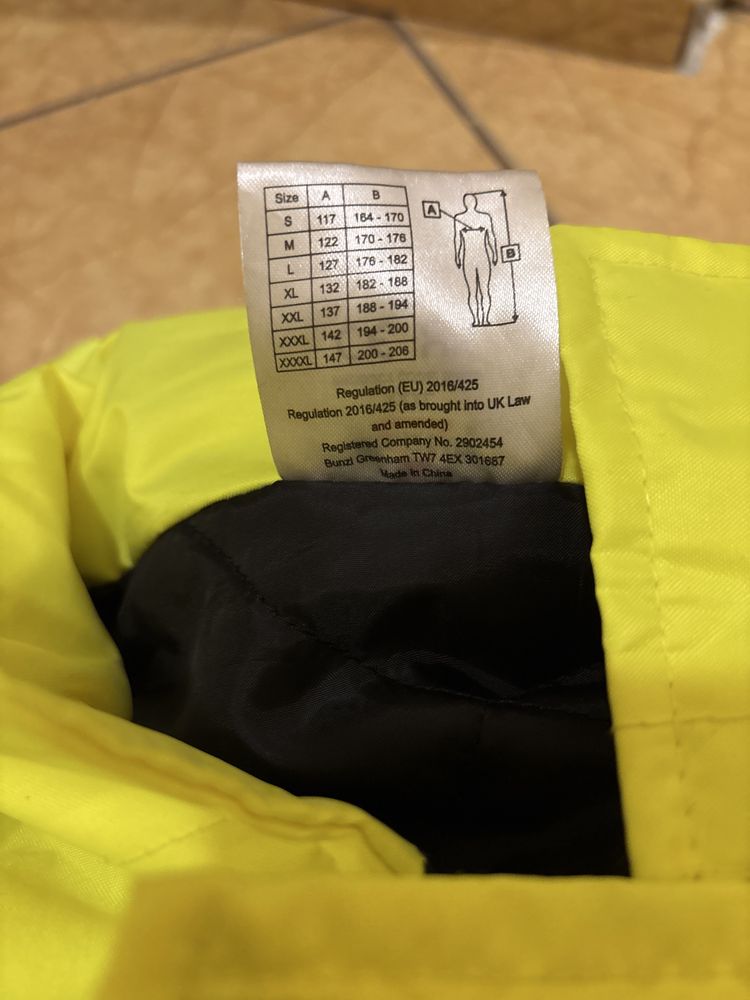 Size A B
S 117 164 - 170
M 122 170 - 176
L 127 176 - 182
XL 132 182 - 188
XXL 137 188 - 194
XXXL 142 194 - 200
XXXXL 147 200 - 206
A
B
Regulation (EU) 2016/425
Regulation 2016/425 (as brought into UK Law
and amended)
Registered Company No. 2902454
Bunzl Greenham TW7 4EX 301687
Made in China